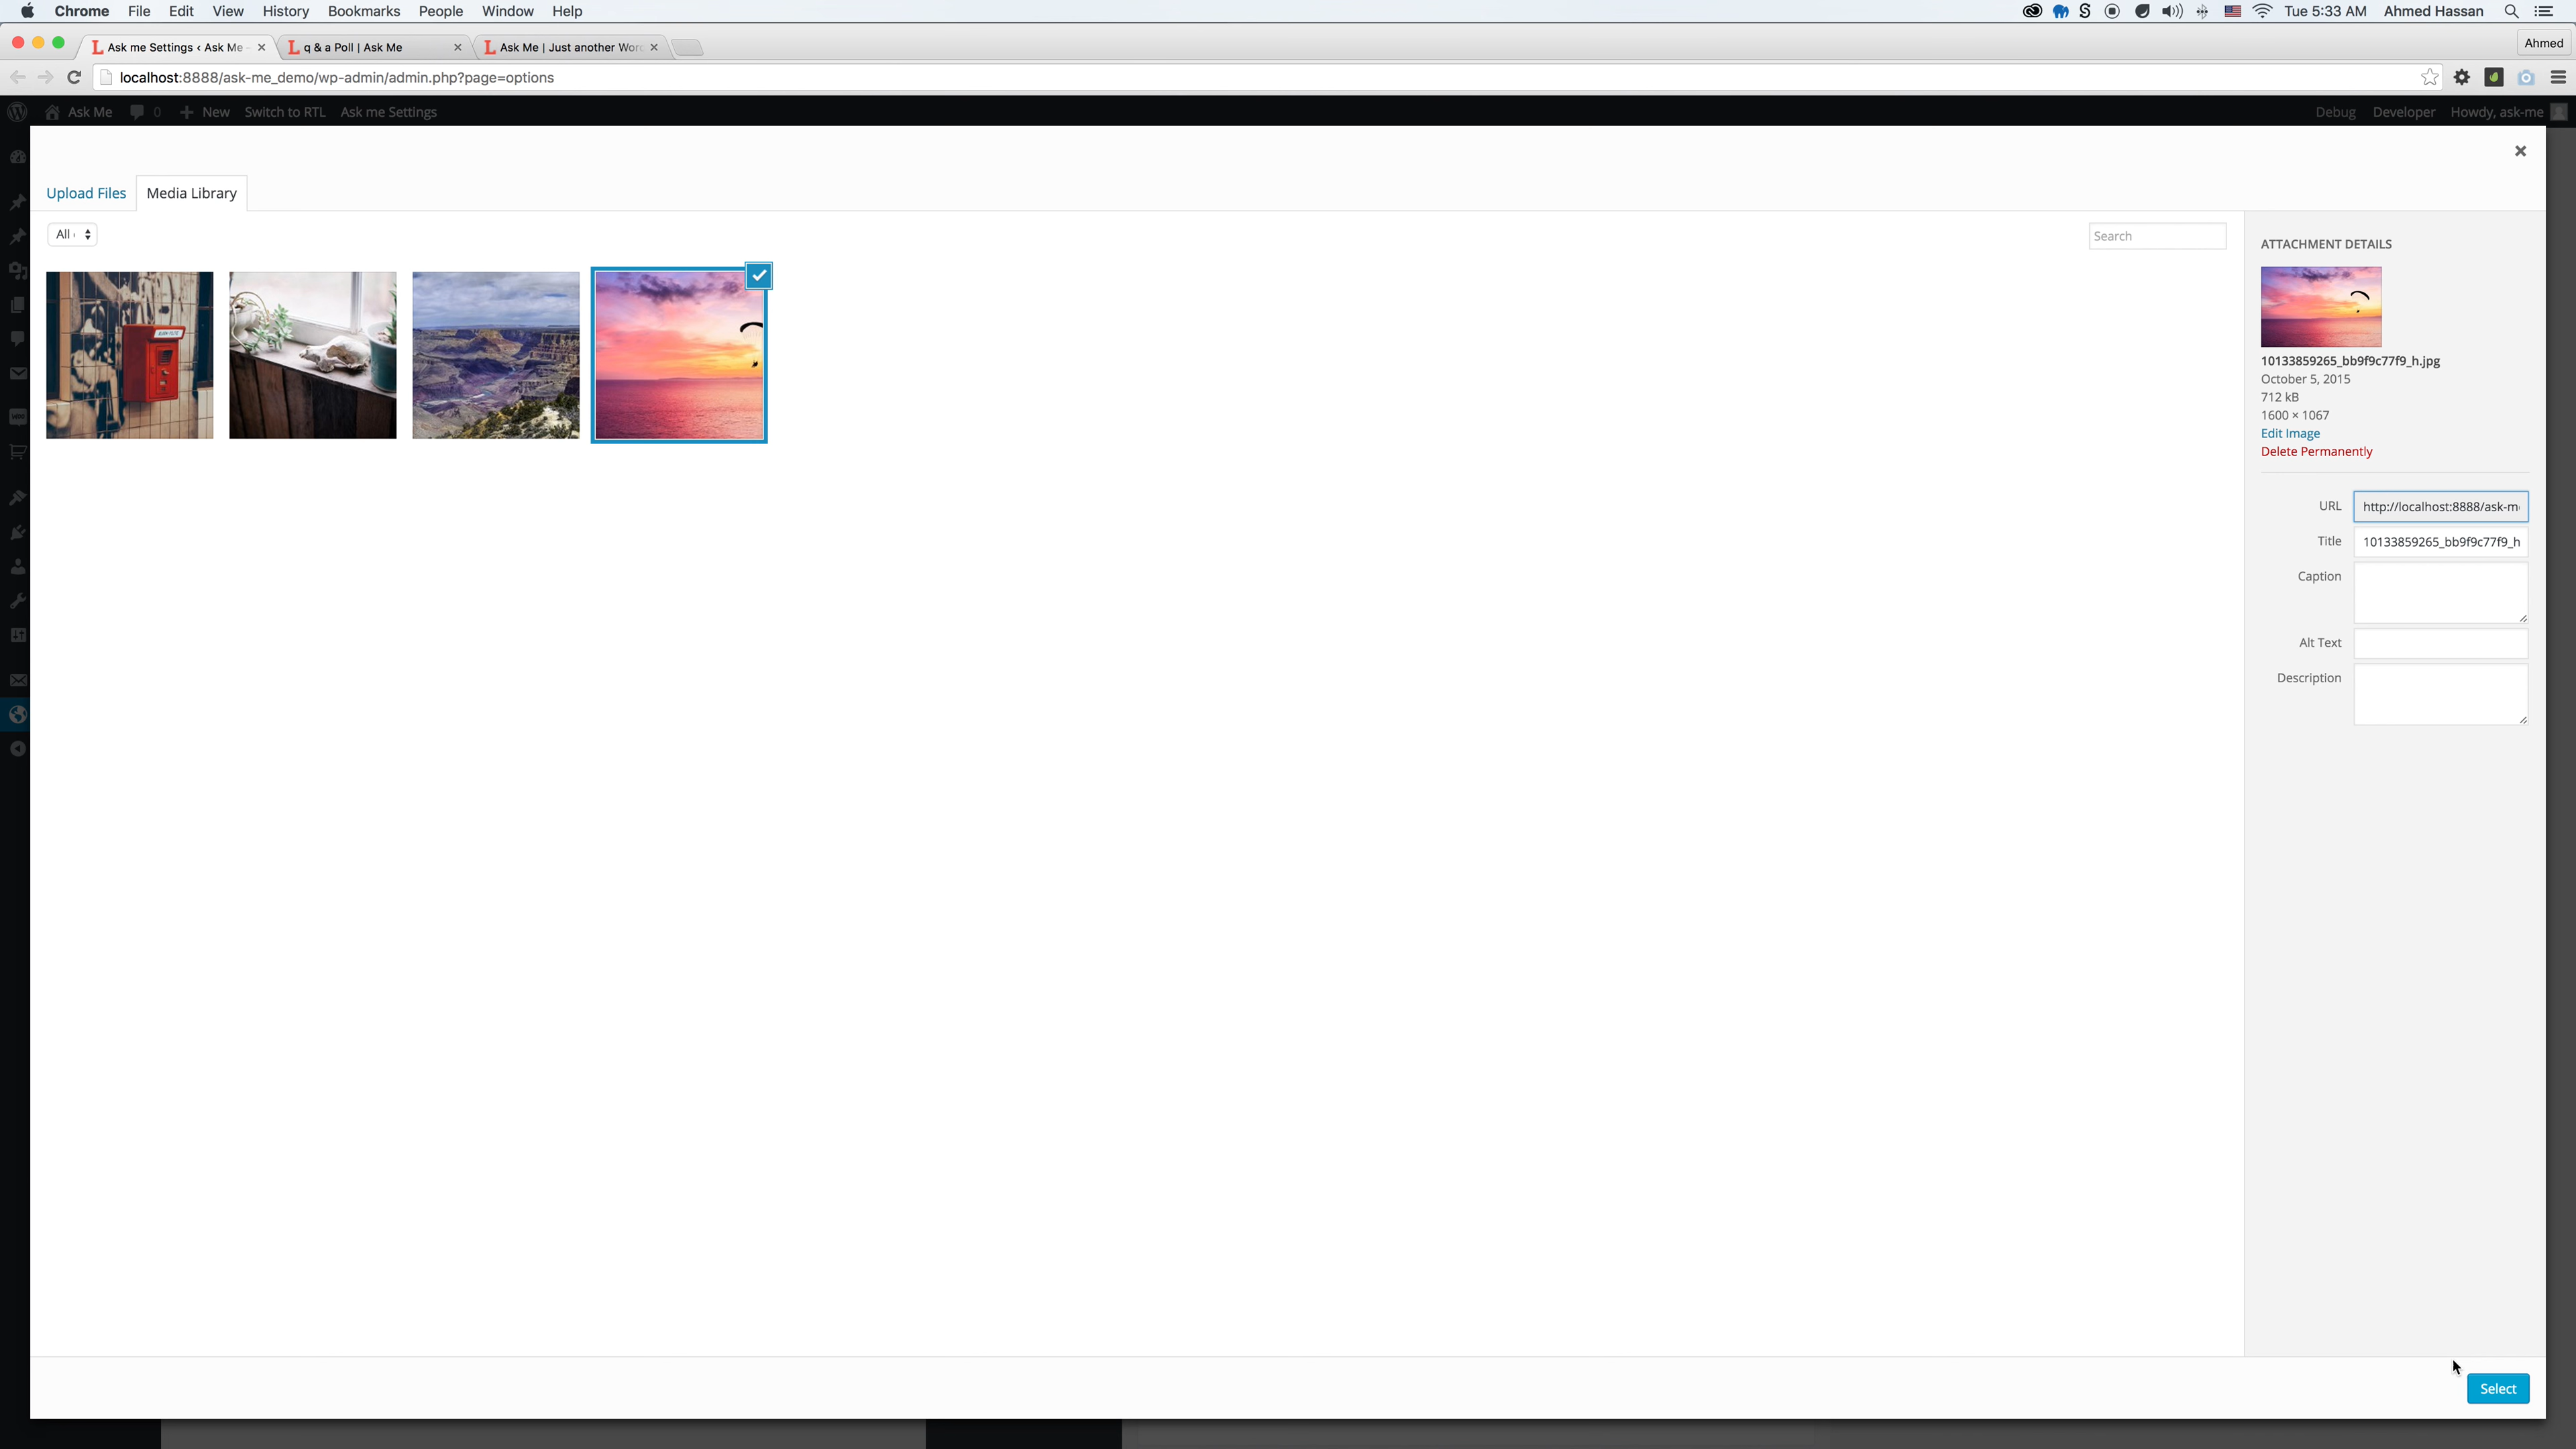 Chrome File Edit View History Bookmarks People Window Help Tue 5:33 AM Ahmed Hassan
Ask me Settings ‹ Ask Me - q & a Poll | Ask Me Ask Me | Just another Wor Ahmed
localhost:8888/ask-me_demo/wp-admin/admin.php?page=options
Ask Me 0 New Switch to RTL Ask me Settings Debug Developer Howdy, ask-me
Upload Files Media Library
All
Search
ATTACHMENT DETAILS
10133859265_bb9f9c77f9_h.jpg
October 5, 2015
712 kB
1600 × 1067
Edit Image
Delete Permanently
URL http://localhost:8888/ask-m
Title 10133859265_bb9f9c77f9_h
Caption
Alt Text
Description
Select